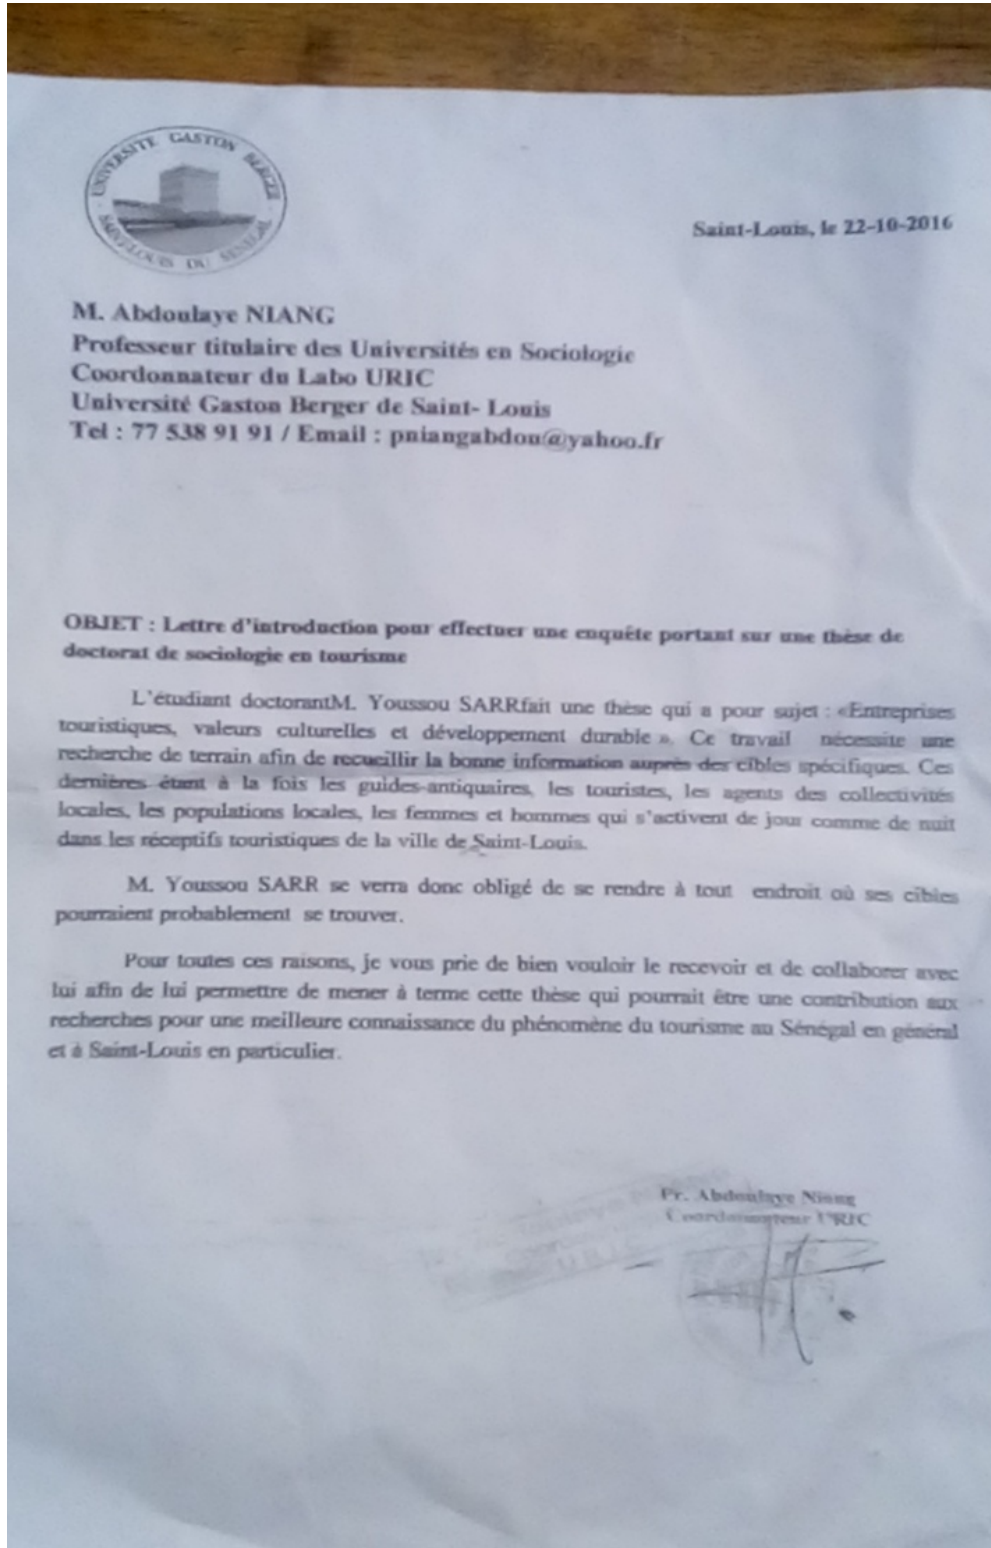 UNIVERSITE GASTON BERGER
SAINT-LOUIS DU SENEGAL
Saint-Louis, le 22-10-2016
M. Abdoulaye NIANG
Professeur titulaire des Universités en Sociologie
Coordonnateur du Labo URIC
Université Gaston Berger de Saint- Louis
Tel : 77 538 91 91 / Email : pniangabdou@yahoo.fr
OBJET : Lettre d'introduction pour effectuer une enquête portant sur une thèse de
doctorat de sociologie en tourisme
L'étudiant doctorantM. Youssou SARRfait une thèse qui a pour sujet : «Entreprises
touristiques, valeurs culturelles et développement durable ». Ce travail nécessite une
recherche de terrain afin de recueillir la bonne information auprès des cibles spécifiques. Ces
dernières étant à la fois les guides-antiquaires, les touristes, les agents des collectivités
locales, les populations locales, les femmes et hommes qui s'activent de jour comme de nuit
dans les réceptifs touristiques de la ville de Saint-Louis.
M. Youssou SARR se verra donc obligé de se rendre à tout endroit où ses cibles
pourraient probablement se trouver.
Pour toutes ces raisons, je vous prie de bien vouloir le recevoir et de collaborer avec
lui afin de lui permettre de mener à terme cette thèse qui pourrait être une contribution aux
recherches pour une meilleure connaissance du phénomène du tourisme au Sénégal en général
et à Saint-Louis en particulier.
Pr. Abdoulaye Niang
Coordonnateur URIC
URIC